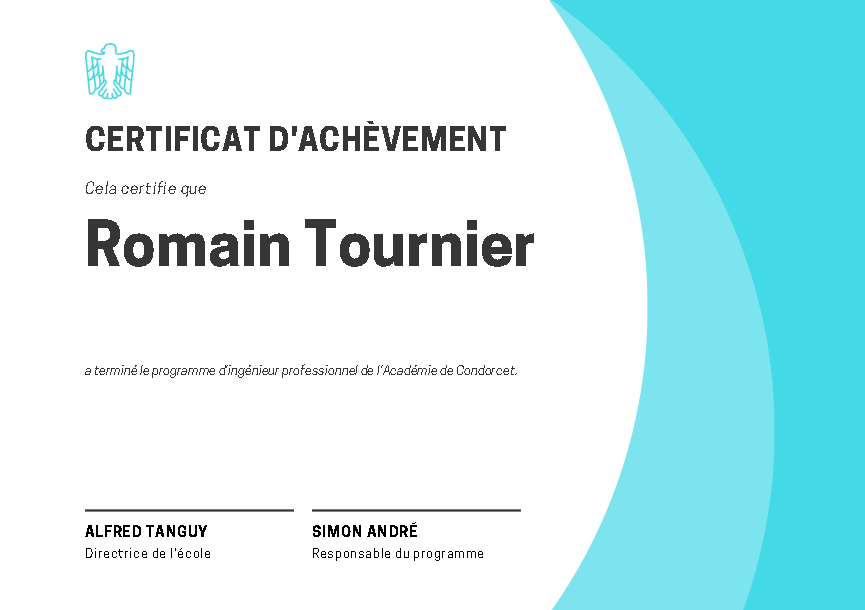 CERTIFICAT D'ACHÈVEMENT
Cela certifie que
Romain Tournier
a terminé le programme d'ingénieur professionnel de l'Académie de Condorcet.
ALFRED TANGUY
Directrice de l'école
SIMON ANDRÉ
Responsable du programme